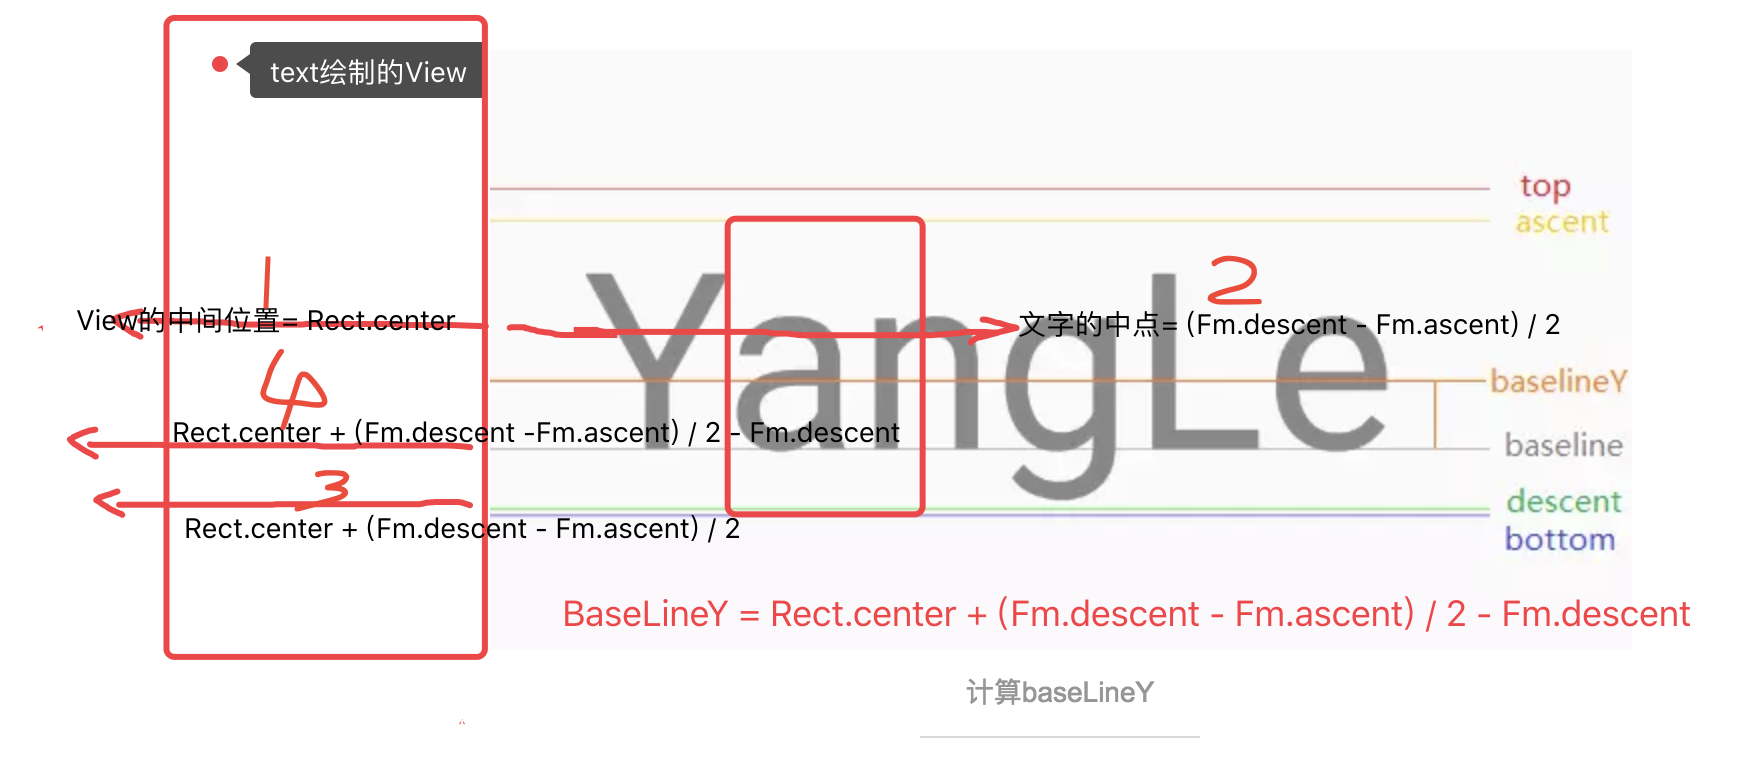 text绘制的View
top
ascent
1
2
View的中间位置= Rect.center
文字的中点= (Fm.descent - Fm.ascent) / 2
YangLe
baselineY
4
Rect.center + (Fm.descent -Fm.ascent) / 2 - Fm.descent
baseline
3
descent
Rect.center + (Fm.descent - Fm.ascent) / 2
bottom
BaseLineY = Rect.center + (Fm.descent - Fm.ascent) / 2 - Fm.descent
计算baseLineY